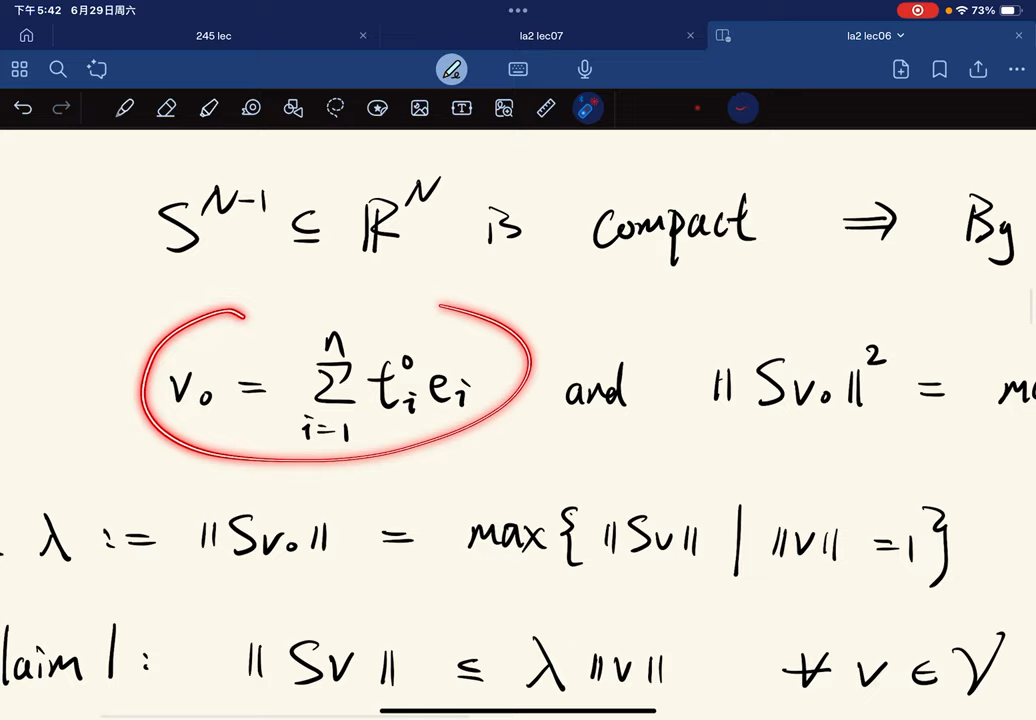 下午5:42 6月29日周六
73%
245 lec
la2 lec07
la2 lec06
S^{N-1} ⊆ ℝ^N is compact ⟹ By
v₀ = ∑_{i=1}^{n} t_i^0 e_i and ‖Sv₀‖² =
λ := ‖Sv₀‖ = max{‖Sv‖ | ‖v‖ = 1}
laim 1: ‖Sv‖ ≤ λ‖v‖ ∀ v ∈ V